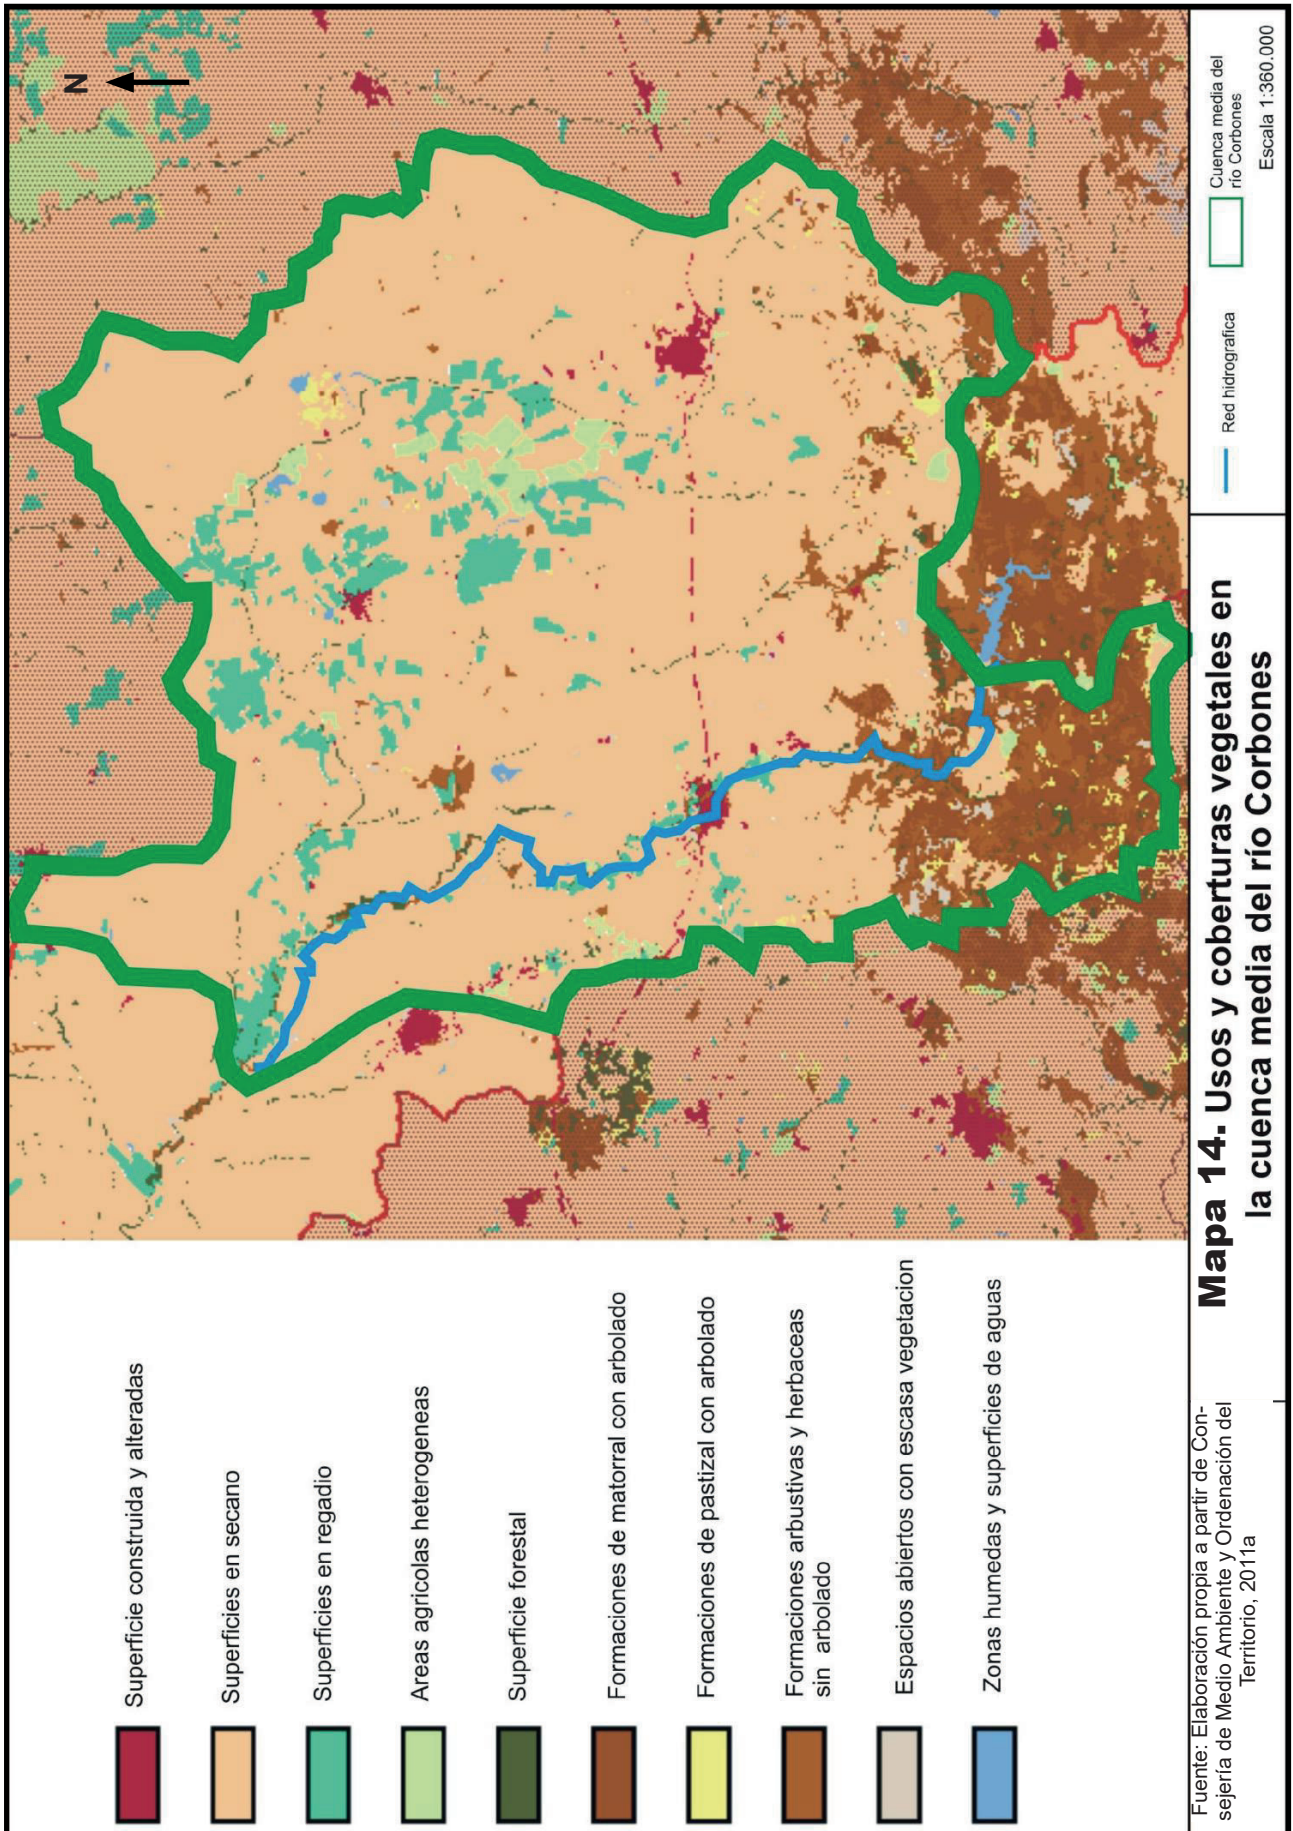 N
Superficie construida y alteradas
Superficies en secano
Superficies en regadio
Areas agricolas heterogeneas
Superficie forestal
Formaciones de matorral con arbolado
Formaciones de pastizal con arbolado
Formaciones arbustivas y herbaceas
sin arbolado
Espacios abiertos con escasa vegetacion
Zonas humedas y superficies de aguas
Fuente: Elaboración propia a partir de Con-
sejería de Medio Ambiente y Ordenación del
Territorio, 2011a
Mapa 14. Usos y coberturas vegetales en
la cuenca media del río Corbones
Red hidrografica
Cuenca media del
río Corbones
Escala 1:360.000